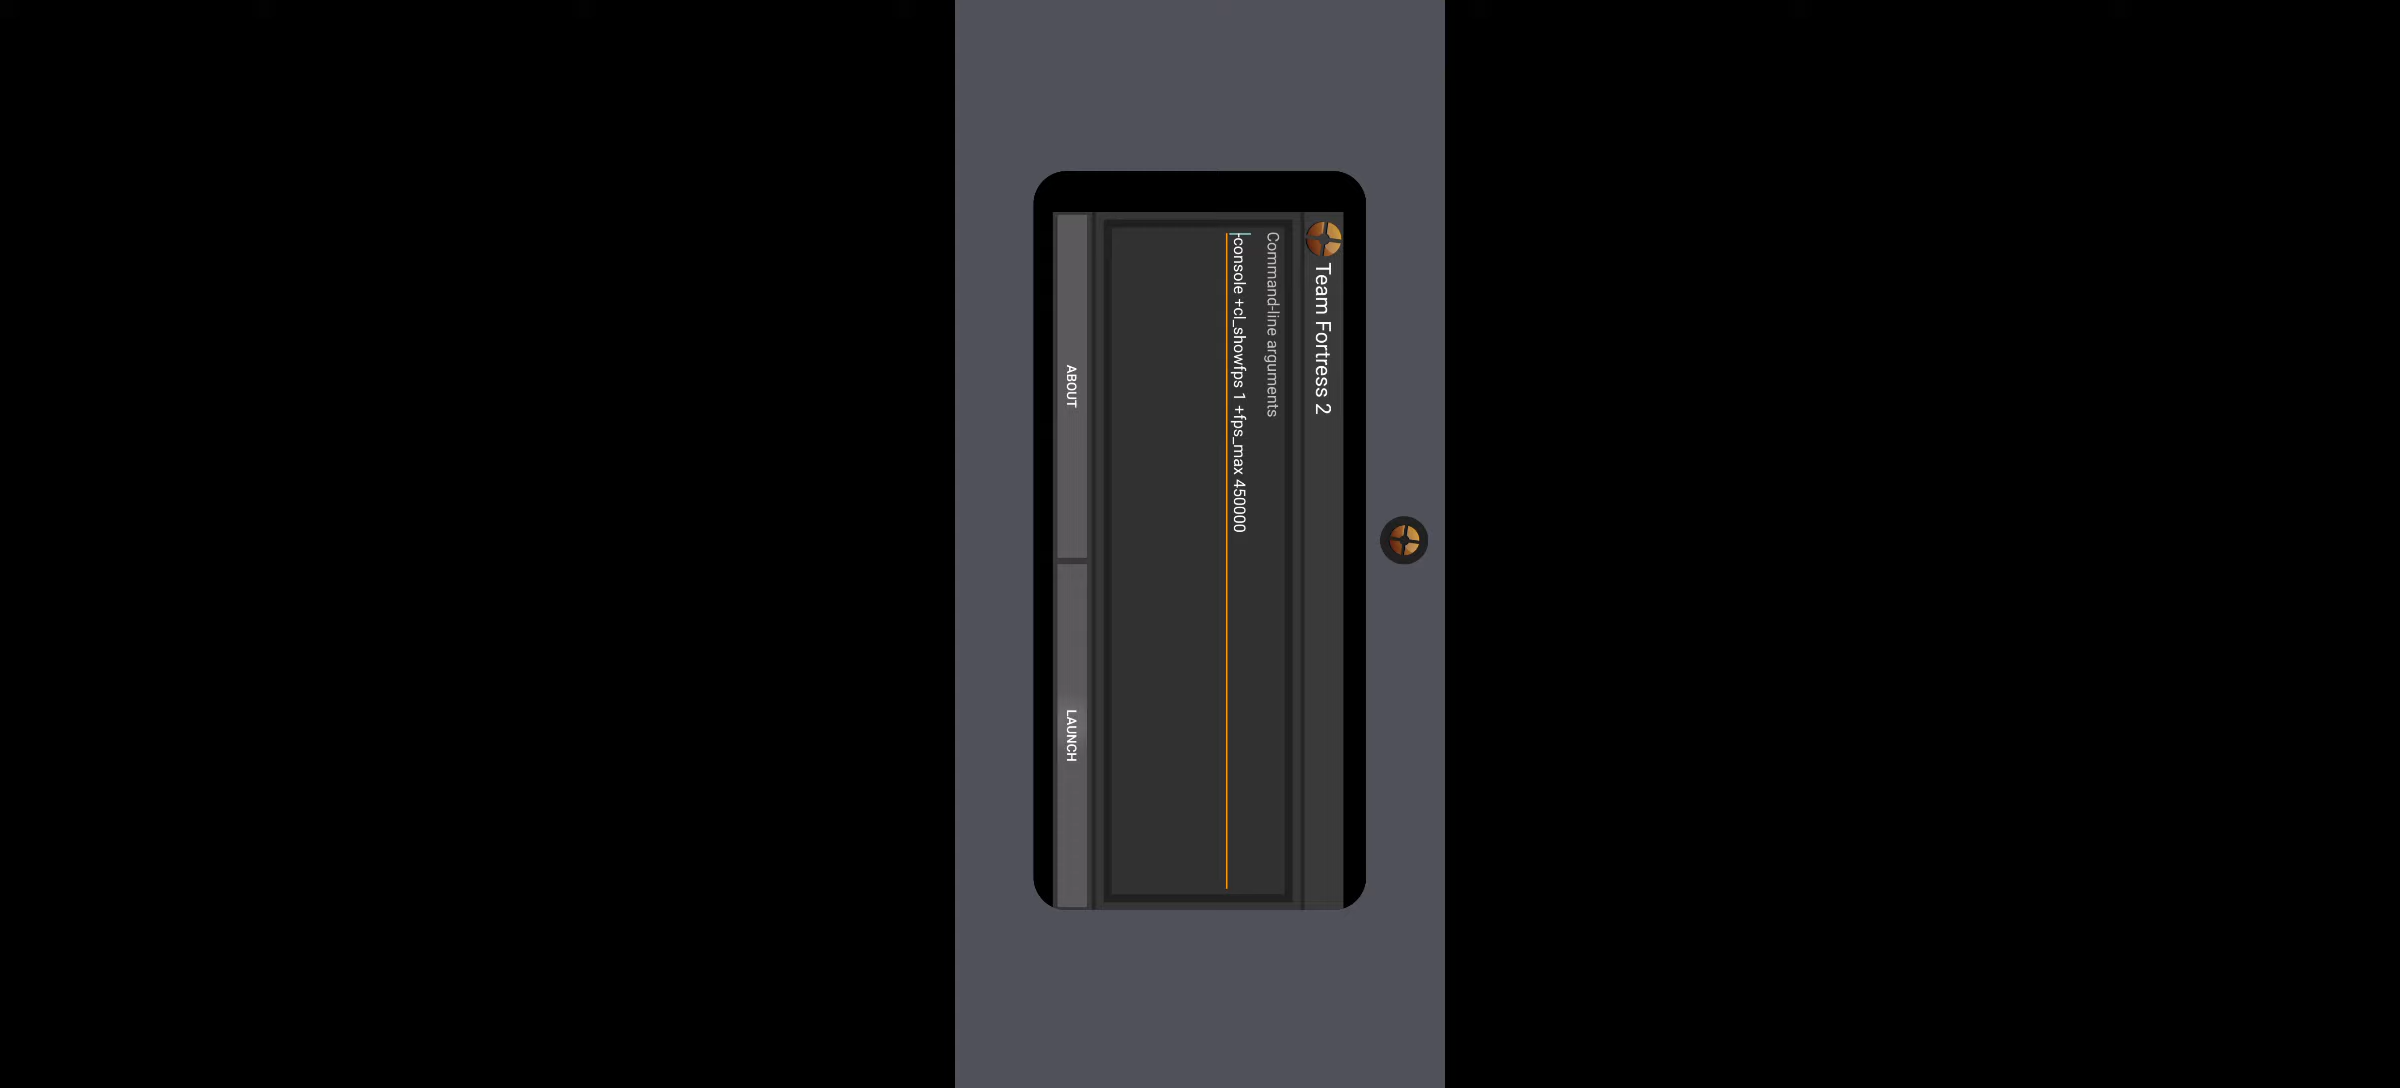 Team Fortress 2
Command-line arguments
-console +cl_showfps 1 +fps_max 450000
ABOUT
LAUNCH